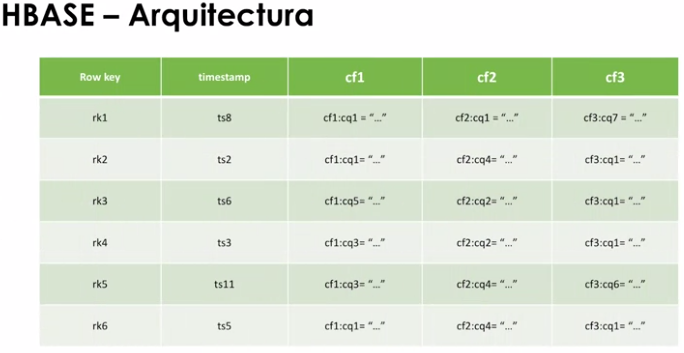 HBASE – Arquitectura
Row key timestamp cf1 cf2 cf3
rk1 ts8 cf1:cq1 = “…” cf2:cq1 = “…” cf3:cq7 = “…”
rk2 ts2 cf1:cq1= “…” cf2:cq4= “…” cf3:cq1= “…”
rk3 ts6 cf1:cq5= “…” cf2:cq2= “…” cf3:cq1= “…”
rk4 ts3 cf1:cq3= “…” cf2:cq2= “…” cf3:cq1= “…”
rk5 ts11 cf1:cq3= “…” cf2:cq4= “…” cf3:cq6= “…”
rk6 ts5 cf1:cq1= “…” cf2:cq4= “…” cf3:cq1= “…”